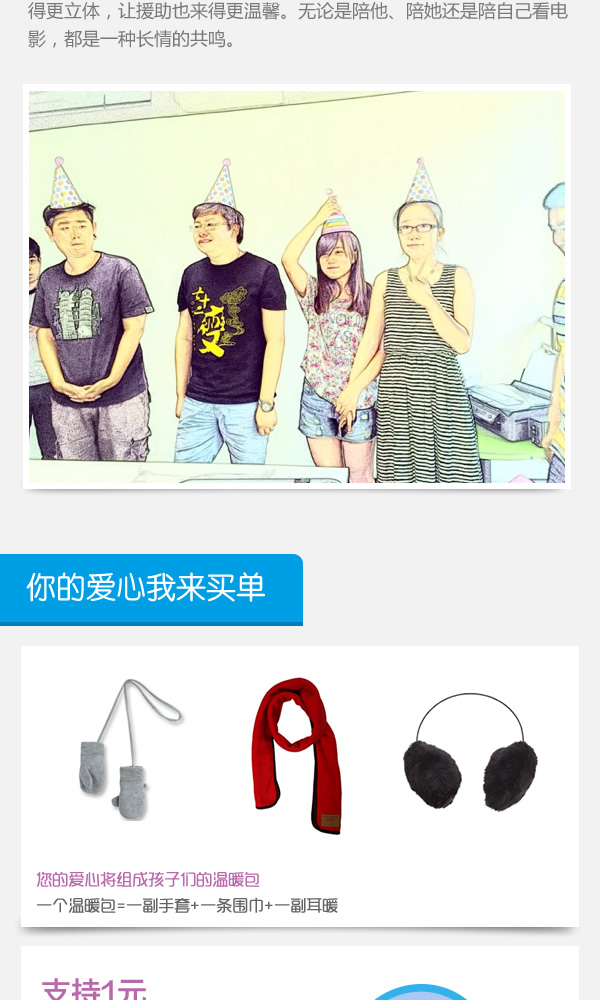 得更立体，让援助也来得更温馨。无论是陪他、陪她还是陪自己看电
影，都是一种长情的共鸣。
七十二
变
你的爱心我来买单
您的爱心将组成孩子们的温暖包
一个温暖包=一副手套+一条围巾+一副耳暖
支持1元